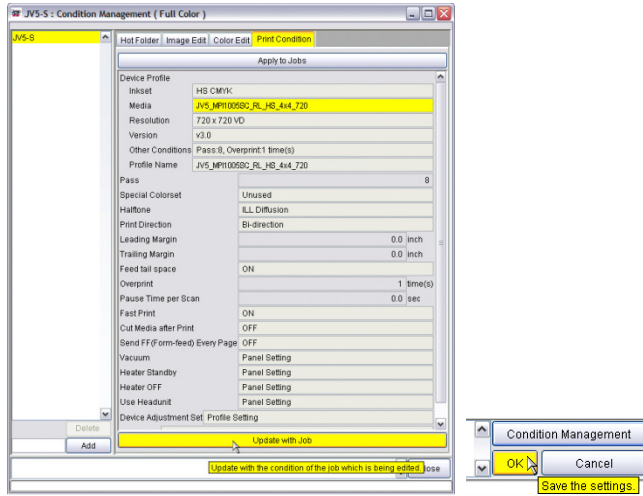 JV5-S : Condition Management ( Full Color )
JV5-S
Hot Folder Image Edit Color Edit Print Condition
Apply to Jobs
Device Profile
Inkset HS CMYK
Media JV5_MPI1005SC_RL_HS_4x4_720
Resolution 720 x 720 VD
Version v3.0
Other Conditions Pass:8, Overprint:1 time(s)
Profile Name JV5_MPI1005SC_RL_HS_4x4_720
Pass 8
Special Colorset Unused
Halftone ILL Diffusion
Print Direction Bi-direction
Leading Margin 0.0 inch
Trailing Margin 0.0 inch
Feed tail space ON
Overprint 1 time(s)
Pause Time per Scan 0.0 sec
Fast Print ON
Cut Media after Print OFF
Send FF(Form-feed) Every Page OFF
Vacuum Panel Setting
Heater Standby Panel Setting
Heater OFF Panel Setting
Use Headunit Panel Setting
Device Adjustment Set Profile Setting
Delete
Add
Update with Job
Update with the condition of the job which is being edited.
Condition Management
OK Cancel
Save the settings.